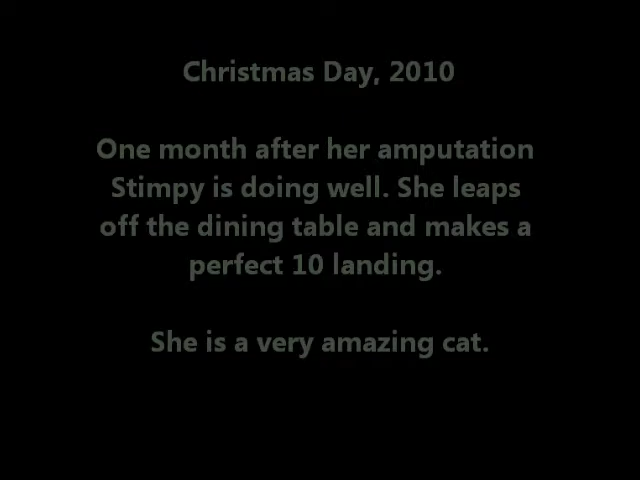 Christmas Day, 2010
One month after her amputation
Stimpy is doing well. She leaps
off the dining table and makes a
perfect 10 landing.
She is a very amazing cat.